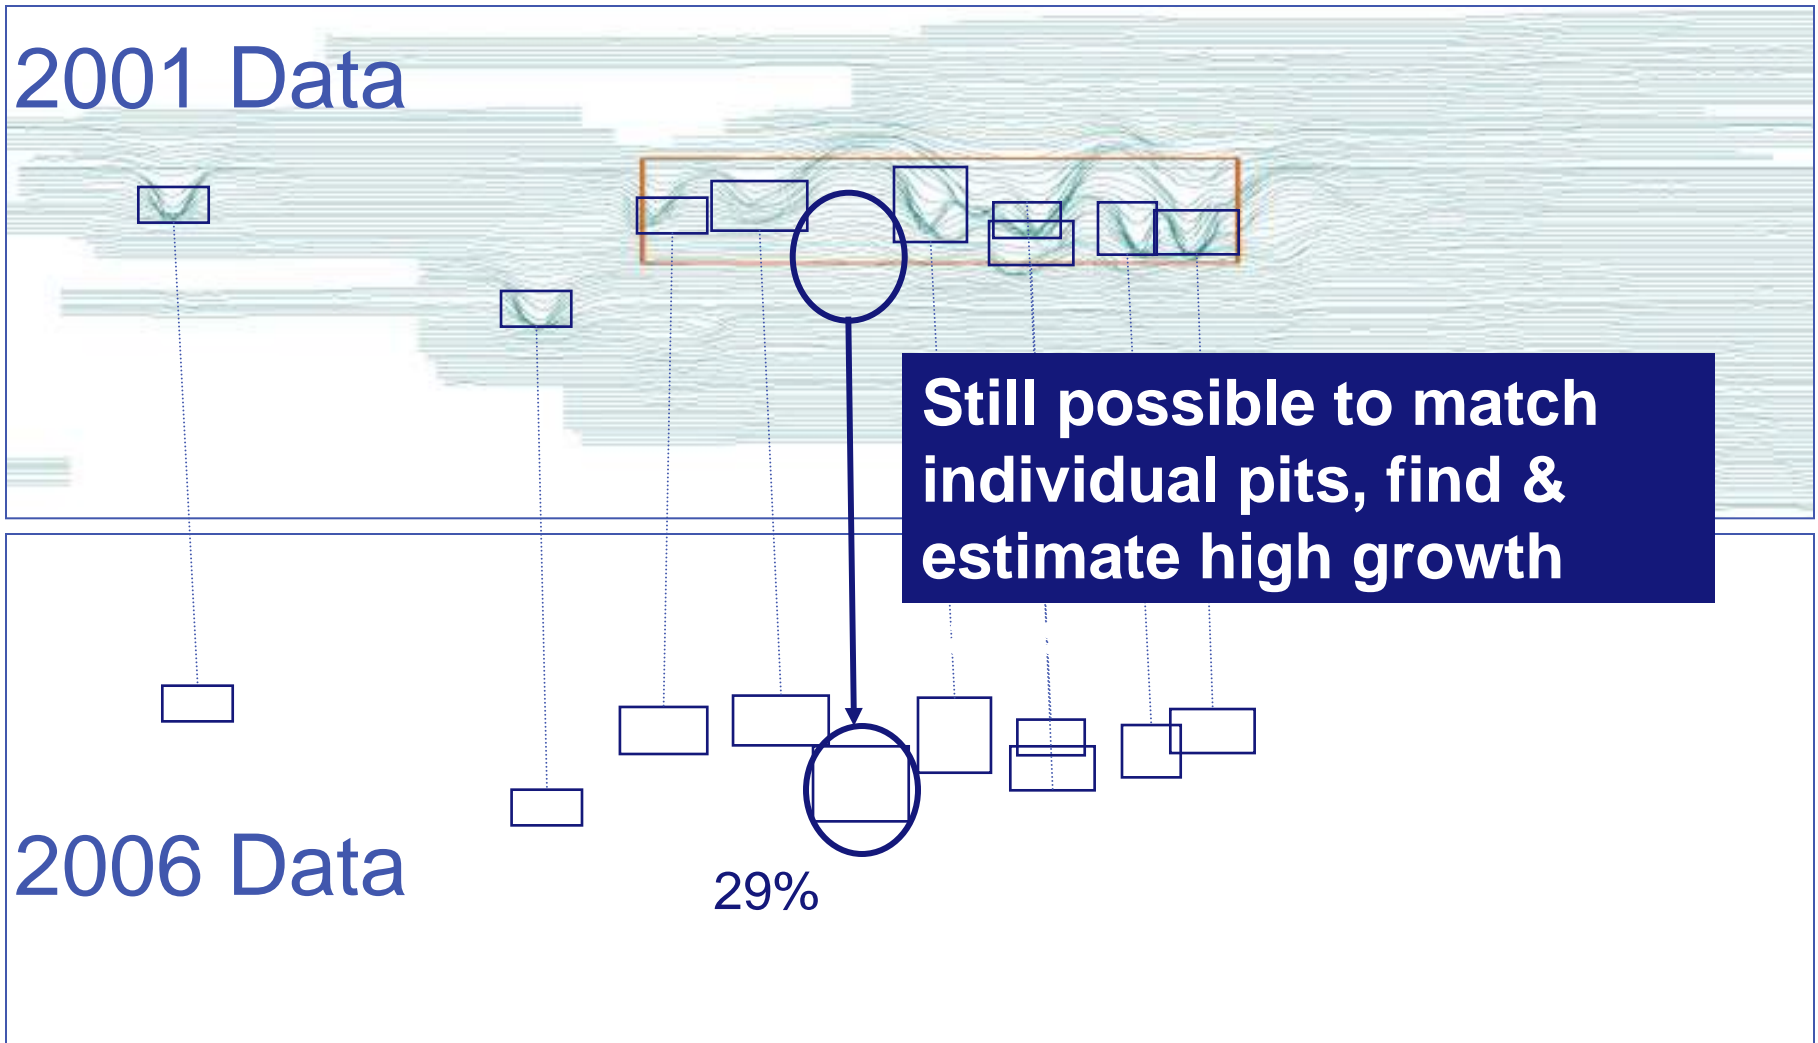 2001 Data
Still possible to match
individual pits, find &
estimate high growth
2006 Data
29%